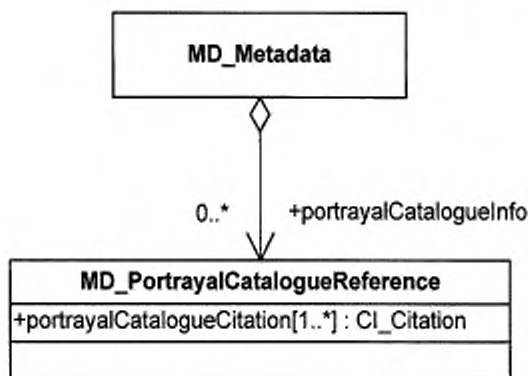 MD_Metadata
0..* +portrayalCatalogueInfo
MD_PortrayalCatalogueReference
+portrayalCatalogueCitation[1..*] : CI_Citation